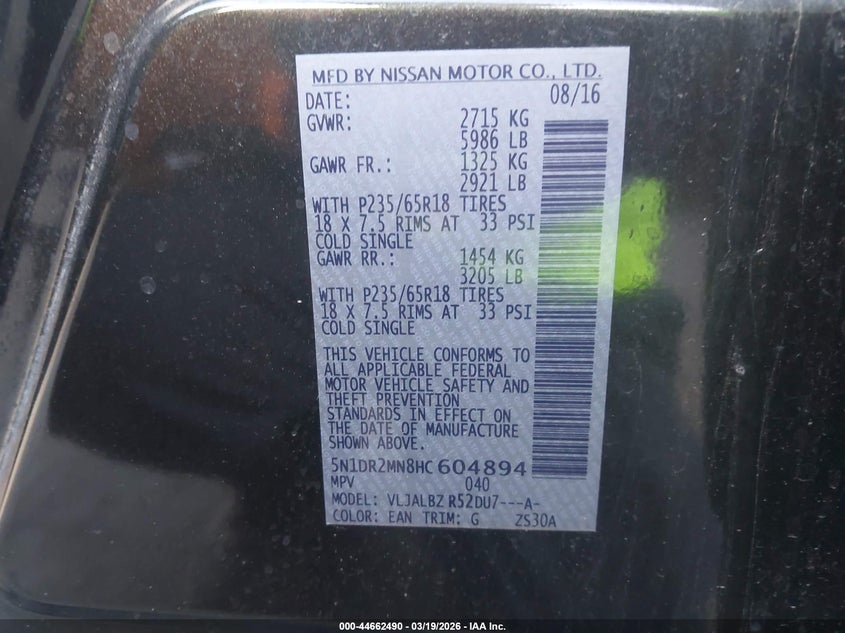 MFD BY NISSAN MOTOR CO., LTD.
DATE: 08/16
GVWR: 2715 KG
5986 LB
GAWR FR.: 1325 KG
2921 LB
WITH P235/65R18 TIRES
18 X 7.5 RIMS AT 33 PSI
COLD SINGLE
GAWR RR.: 1454 KG
3205 LB
WITH P235/65R18 TIRES
18 X 7.5 RIMS AT 33 PSI
COLD SINGLE
THIS VEHICLE CONFORMS TO
ALL APPLICABLE FEDERAL
MOTOR VEHICLE SAFETY AND
THEFT PREVENTION
STANDARDS IN EFFECT ON
THE DATE OF MANUFACTURE
SHOWN ABOVE.
5N1DR2MN8HC604894
MPV 040
MODEL: VLJALBZ R52DU7---A-
COLOR: EAN TRIM: G ZS30A
000-44662490 - 03/19/2026 - IAA Inc.